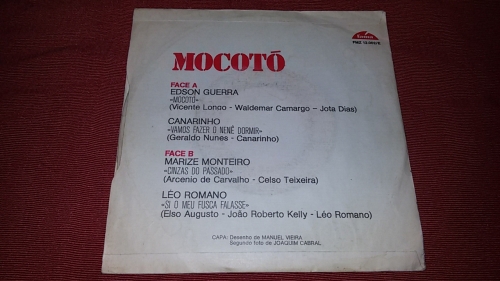 MOCOTÓ
FACE A
EDSON GUERRA
«MOCOTÓ»
(Vicente Longo - Waldemar Camargo - Jota Dias)
CANARINHO
«VAMOS FAZER O NENÊ DORMIR»
(Geraldo Nunes - Canarinho)
FACE B
MARIZE MONTEIRO
«CINZAS DO PASSADO»
(Arcenio de Carvalho - Celso Teixeira)
LÉO ROMANO
«SI O MEU FUSCA FALASSE»
(Elso Augusto - João Roberto Kelly - Léo Romano)
CAPA: Desenho de MANUEL VIEIRA
Segundo foto de JOAQUIM CABRAL